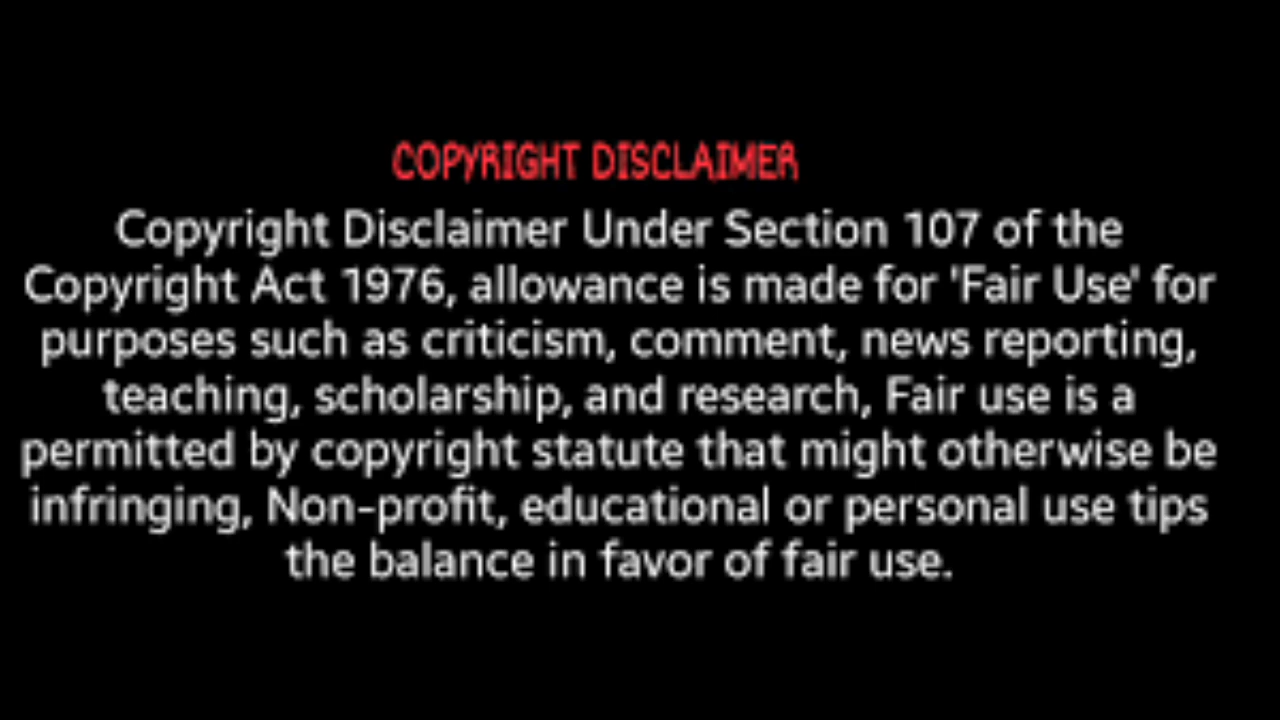 COPYRIGHT DISCLAIMER
Copyright Disclaimer Under Section 107 of the
Copyright Act 1976, allowance is made for 'Fair Use' for
purposes such as criticism, comment, news reporting,
teaching, scholarship, and research, Fair use is a
permitted by copyright statute that might otherwise be
infringing, Non-profit, educational or personal use tips
the balance in favor of fair use.